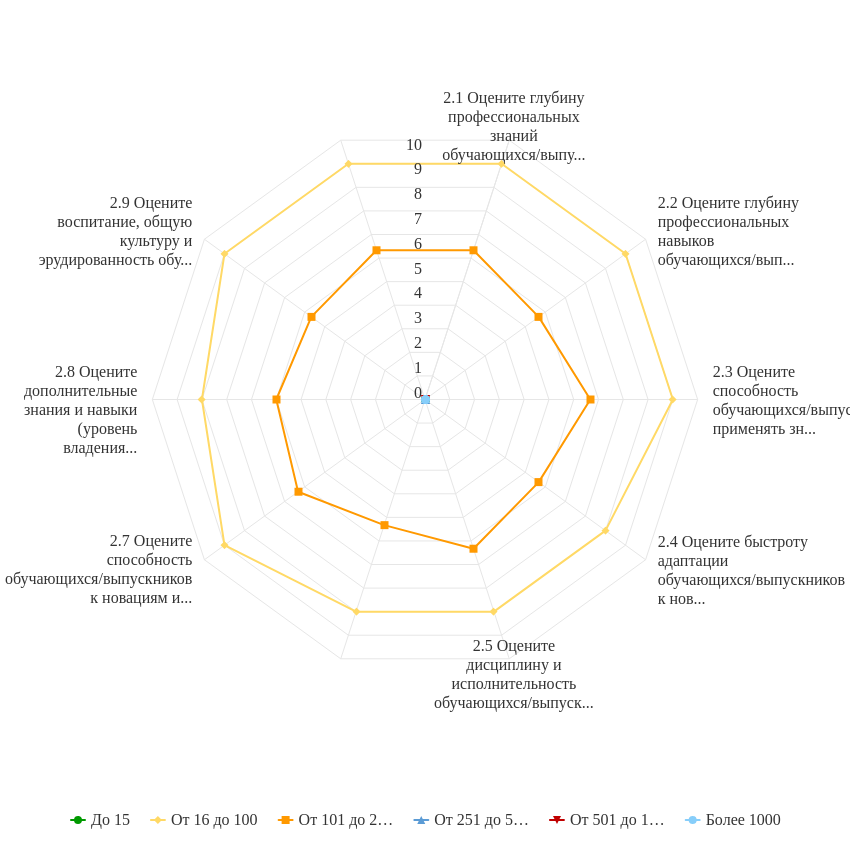 2.1 Оцените глубину
профессиональных
знаний
обучающихся/выпу...
2.2 Оцените глубину
профессиональных
навыков
обучающихся/вып...
2.3 Оцените
способность
обучающихся/выпус
применять зн...
2.4 Оцените быстроту
адаптации
обучающихся/выпускников
к нов...
2.5 Оцените
дисциплину и
исполнительность
обучающихся/выпуск...
2.7 Оцените
способность
обучающихся/выпускников
к новациям и...
2.8 Оцените
дополнительные
знания и навыки
(уровень
владения...
2.9 Оцените
воспитание, общую
культуру и
эрудированность обу...
10
9
8
7
6
5
4
3
2
1
0
До 15
От 16 до 100
От 101 до 2…
От 251 до 5…
От 501 до 1…
Более 1000